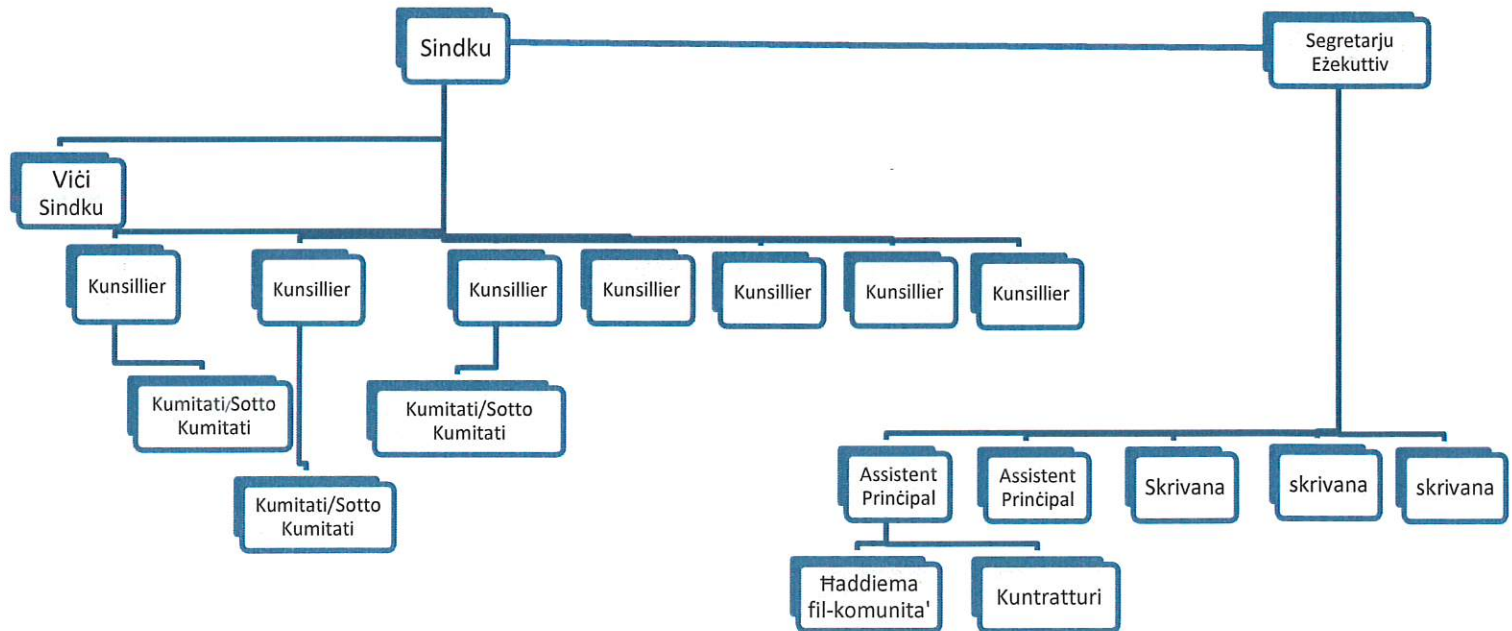 Sindku
Segretarju
Eżekuttiv
Viċi
Sindku
Kunsillier
Kunsillier
Kunsillier
Kunsillier
Kunsillier
Kunsillier
Kunsillier
Kumitati/Sotto
Kumitati
Kumitati/Sotto
Kumitati
Kumitati/Sotto
Kumitati
Assistent
Prinċipal
Assistent
Prinċipal
Skrivana
skrivana
skrivana
Ħaddiema
fil-komunita'
Kuntratturi